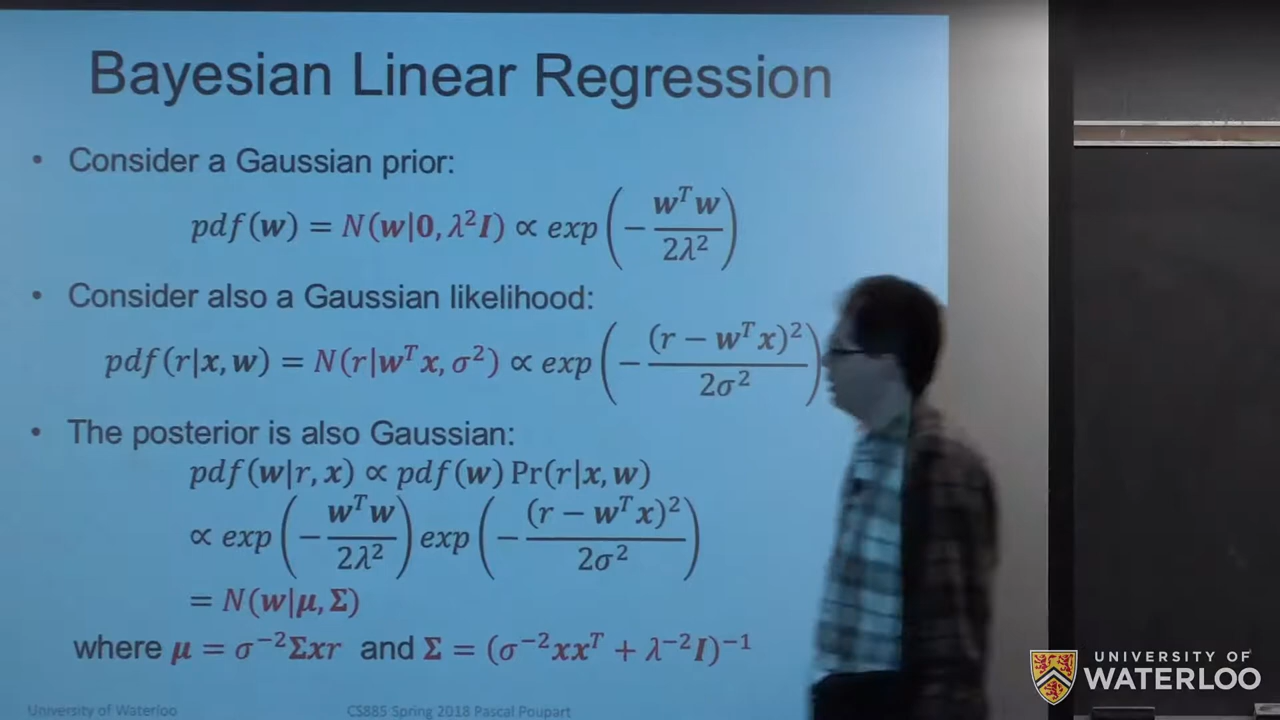 Bayesian Linear Regression
• Consider a Gaussian prior:
pdf(w) = N(w|0, λ²I) ∝ exp(−wᵀw / 2λ²)
• Consider also a Gaussian likelihood:
pdf(r|x, w) = N(r|wᵀx, σ²) ∝ exp(−(r − wᵀx)² / 2σ²)
• The posterior is also Gaussian:
pdf(w|r, x) ∝ pdf(w) Pr(r|x, w)
∝ exp(−wᵀw / 2λ²) exp(−(r − wᵀx)² / 2σ²)
= N(w|μ, Σ)
where μ = σ⁻²Σxr and Σ = (σ⁻²xxᵀ + λ⁻²I)⁻¹
University of Waterloo
CS885 Spring 2018 Pascal Poupart
UNIVERSITY OF
WATERLOO